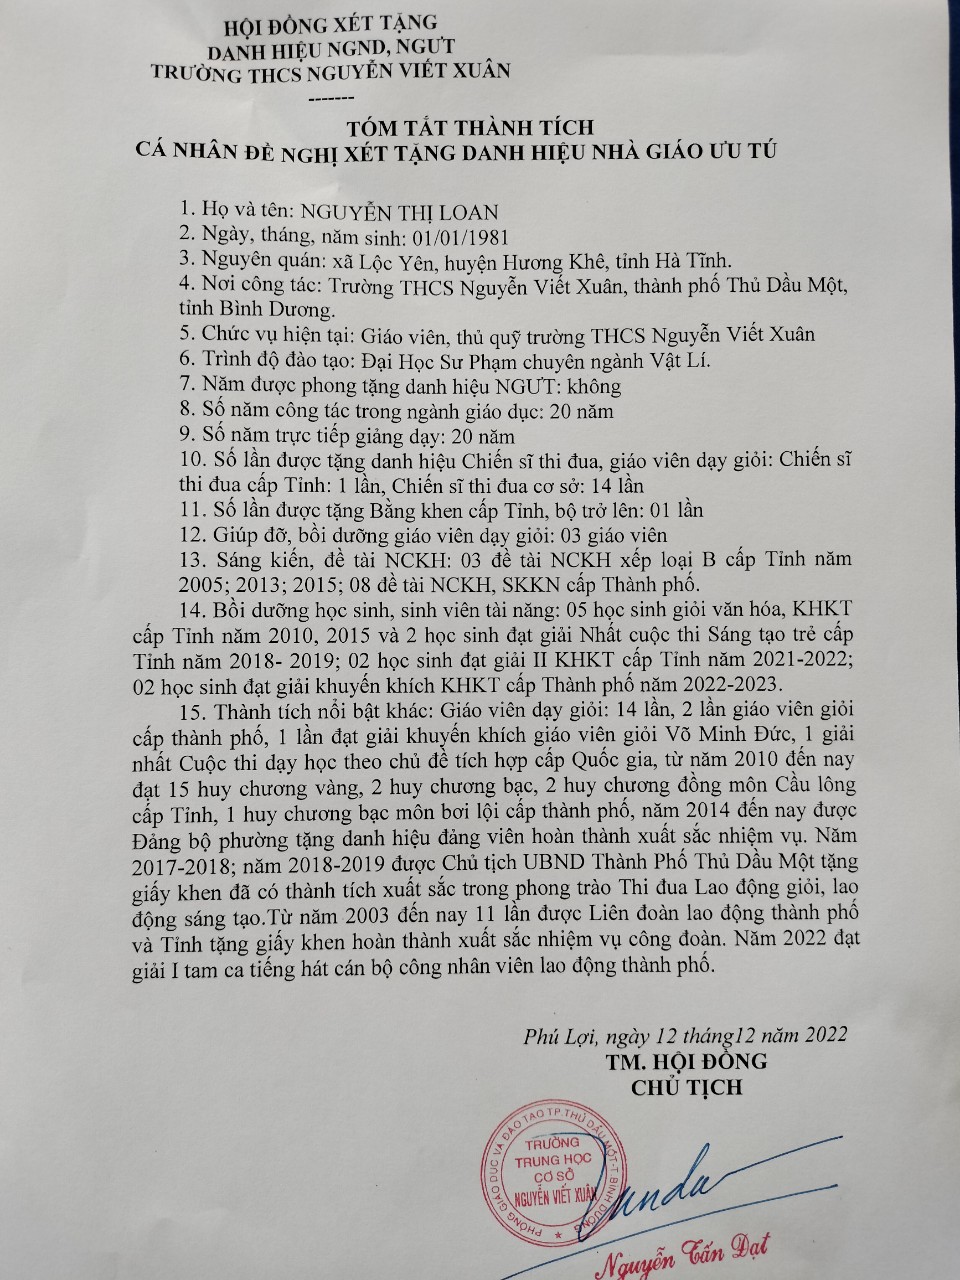 HỘI ĐỒNG XÉT TẶNG
DANH HIỆU NGND, NGƯT
TRƯỜNG THCS NGUYỄN VIẾT XUÂN
-------
TÓM TẮT THÀNH TÍCH
CÁ NHÂN ĐỀ NGHỊ XÉT TẶNG DANH HIỆU NHÀ GIÁO ƯU TÚ
1. Họ và tên: NGUYỄN THỊ LOAN
2. Ngày, tháng, năm sinh: 01/01/1981
3. Nguyên quán: xã Lộc Yên, huyện Hương Khê, tỉnh Hà Tĩnh.
4. Nơi công tác: Trường THCS Nguyễn Viết Xuân, thành phố Thủ Dầu Một,
tỉnh Bình Dương.
5. Chức vụ hiện tại: Giáo viên, thủ quỹ trường THCS Nguyễn Viết Xuân
6. Trình độ đào tạo: Đại Học Sư Phạm chuyên ngành Vật Lí.
7. Năm được phong tặng danh hiệu NGƯT: không
8. Số năm công tác trong ngành giáo dục: 20 năm
9. Số năm trực tiếp giảng dạy: 20 năm
10. Số lần được tặng danh hiệu Chiến sĩ thi đua, giáo viên dạy giỏi: Chiến sĩ
thi đua cấp Tỉnh: 1 lần, Chiến sĩ thi đua cơ sở: 14 lần
11. Số lần được tặng Bằng khen cấp Tỉnh, bộ trở lên: 01 lần
12. Giúp đỡ, bồi dưỡng giáo viên dạy giỏi: 03 giáo viên
13. Sáng kiến, đề tài NCKH: 03 đề tài NCKH xếp loại B cấp Tỉnh năm
2005; 2013; 2015; 08 đề tài NCKH, SKKN cấp Thành phố.
14. Bồi dưỡng học sinh, sinh viên tài năng: 05 học sinh giỏi văn hóa, KHKT
cấp Tỉnh năm 2010, 2015 và 2 học sinh đạt giải Nhất cuộc thi Sáng tạo trẻ cấp
Tỉnh năm 2018- 2019; 02 học sinh đạt giải II KHKT cấp Tỉnh năm 2021-2022;
02 học sinh đạt giải khuyến khích KHKT cấp Thành phố năm 2022-2023.
15. Thành tích nổi bật khác: Giáo viên dạy giỏi: 14 lần, 2 lần giáo viên giỏi
cấp thành phố, 1 lần đạt giải khuyến khích giáo viên giỏi Võ Minh Đức, 1 giải
nhất Cuộc thi dạy học theo chủ đề tích hợp cấp Quốc gia, từ năm 2010 đến nay
đạt 15 huy chương vàng, 2 huy chương bạc, 2 huy chương đồng môn Cầu lông
cấp Tỉnh, 1 huy chương bạc môn bơi lội cấp thành phố, năm 2014 đến nay được
Đảng bộ phường tặng danh hiệu đảng viên hoàn thành xuất sắc nhiệm vụ. Năm
2017-2018; năm 2018-2019 được Chủ tịch UBND Thành Phố Thủ Dầu Một tặng
giấy khen đã có thành tích xuất sắc trong phong trào Thi đua Lao động giỏi, lao
động sáng tạo.Từ năm 2003 đến nay 11 lần được Liên đoàn lao động thành phố
và Tỉnh tặng giấy khen hoàn thành xuất sắc nhiệm vụ công đoàn. Năm 2022 đạt
giải I tam ca tiếng hát cán bộ công nhân viên lao động thành phố.
Phú Lợi, ngày 12 tháng12 năm 2022
TM. HỘI ĐỒNG
CHỦ TỊCH
PHÒNG GIÁO DỤC VÀ ĐÀO TẠO TP.THỦ DẦU MỘT-T.BÌNH DƯƠNG
TRƯỜNG
TRUNG HỌC
CƠ SỞ
NGUYỄN VIẾT XUÂN
Nguyễn Tấn Đạt